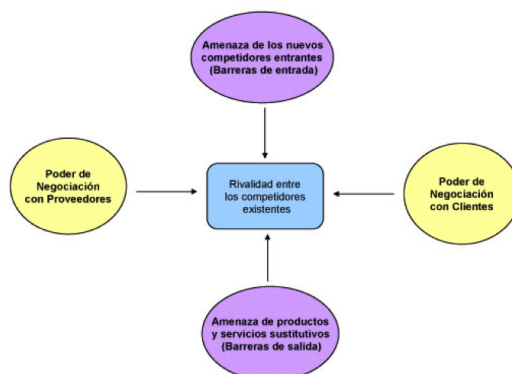 Amenaza de los nuevos
competidores entrantes
(Barreras de entrada)
Poder de
Negociación
con Proveedores
Rivalidad entre
los competidores
existentes
Poder de
Negociación
con Clientes
Amenaza de productos
y servicios sustitutivos
(Barreras de salida)